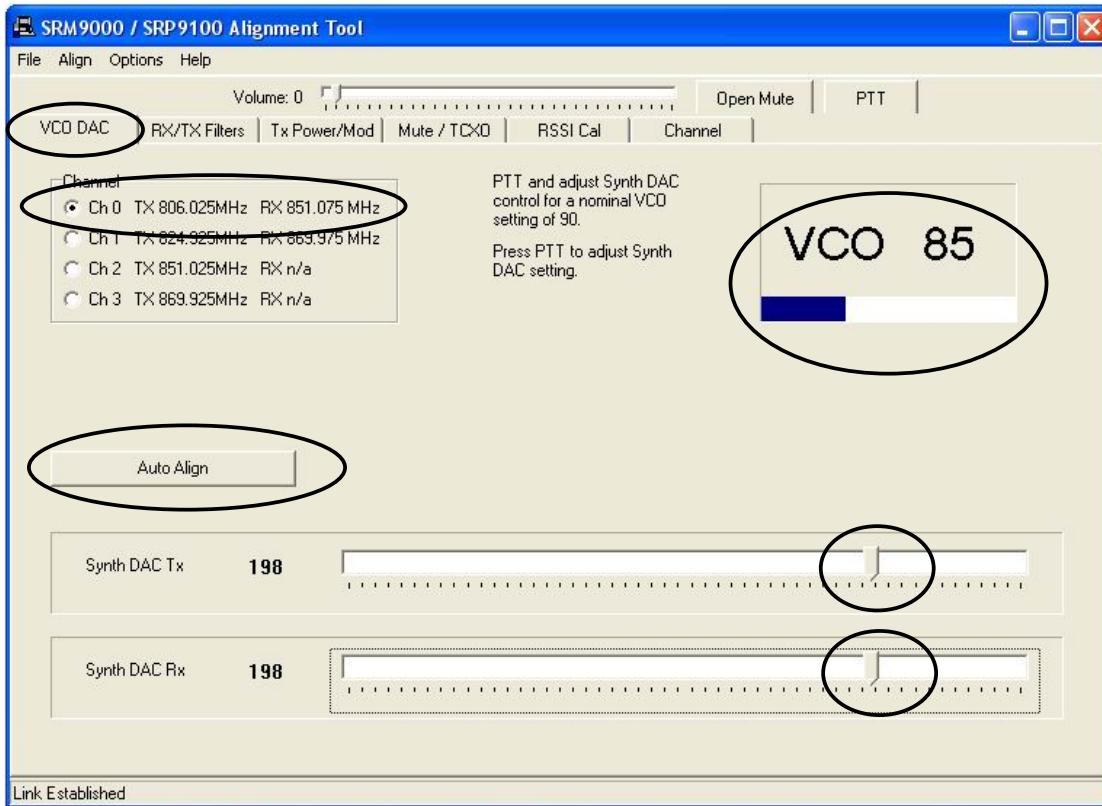 SRM9000 / SRP9100 Alignment Tool
File Align Options Help
Volume: 0
Open Mute
PTT
VCO DAC
RX/TX Filters
Tx Power/Mod
Mute / TCXO
RSSI Cal
Channel
Channel
Ch 0 TX 806.025MHz RX 851.075 MHz
Ch 1 TX 824.925MHz RX 869.975 MHz
Ch 2 TX 851.025MHz RX n/a
Ch 3 TX 869.925MHz RX n/a
PTT and adjust Synth DAC
control for a nominal VCO
setting of 90.
Press PTT to adjust Synth
DAC setting.
VCO 85
Auto Align
Synth DAC Tx 198
Synth DAC Rx 198
Link Established